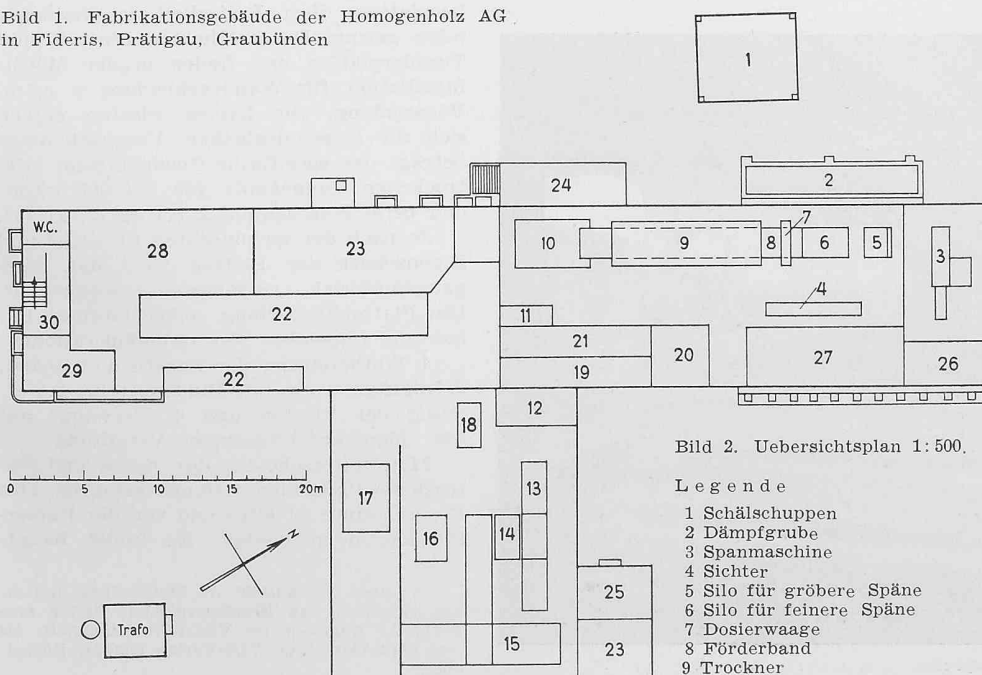 Bild 1. Fabrikationsgebäude der Homogenholz AG
in Fideris, Prätigau, Graubünden
1
24
2
7
W.C.
28
23
10
9
8
6
5
3
4
22
11
30
21
20
27
29
22
19
26
12
18
Bild 2. Uebersichtsplan 1:500.
0 5 10 15 20 m
Legende
17
13
16
14
N
1 Schälschuppen
2 Dämpfgrube
3 Spanmaschine
4 Sichter
5 Silo für gröbere Späne
6 Silo für feinere Späne
7 Dosierwaage
8 Förderband
9 Trockner
25
Trafo
15
23